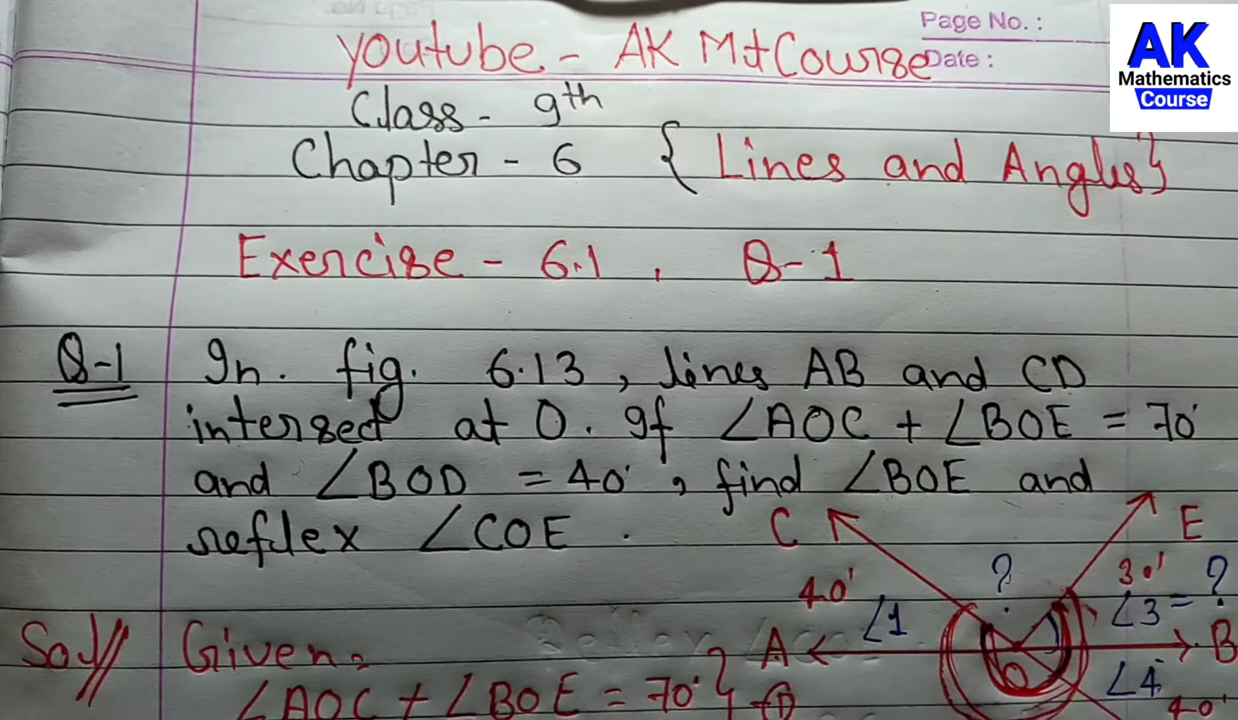 Page No. :
Date :
AK
Mathematics
Course
youtube - AK MtCourse
Class - 9th
Chapter - 6 { Lines and Angles }
Exercise - 6.1 , Q-1
Q-1 In. fig. 6.13, lines AB and CD
intersect at O. If ∠AOC + ∠BOE = 70°
and ∠BOD = 40°, find ∠BOE and
reflex ∠COE .
C E
40° ? 30° ?
∠1 ∠3 =
A O B
∠4
40°
Sol// Given =
∠AOC + ∠BOE = 70° } ①